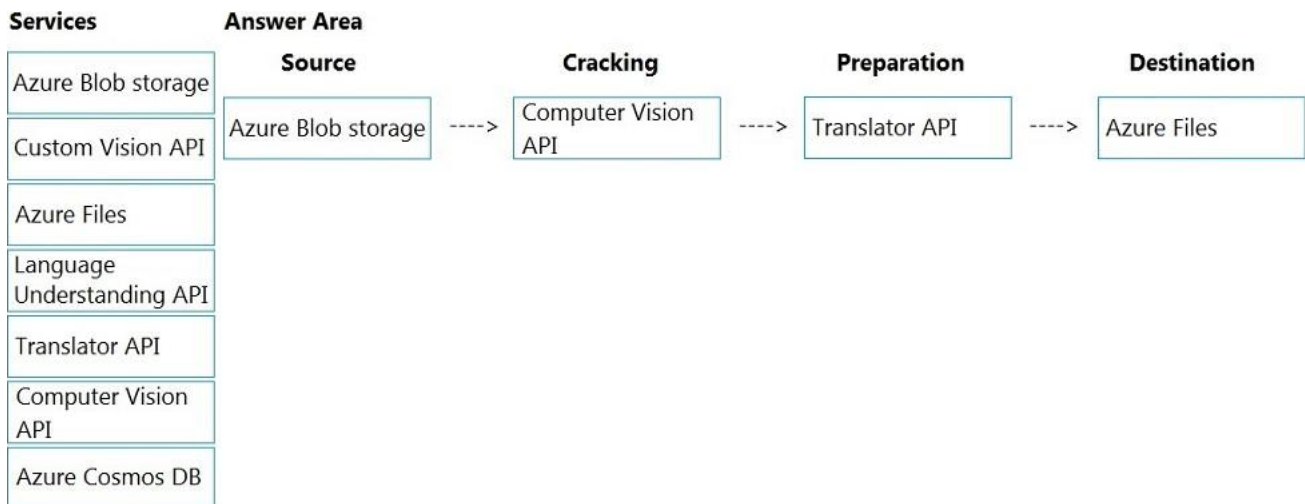 Services
Answer Area
Source
Cracking
Preparation
Destination
Azure Blob storage
---->
Computer Vision
API
---->
Translator API
---->
Azure Files
Azure Blob storage
Custom Vision API
Azure Files
Language
Understanding API
Translator API
Computer Vision
API
Azure Cosmos DB